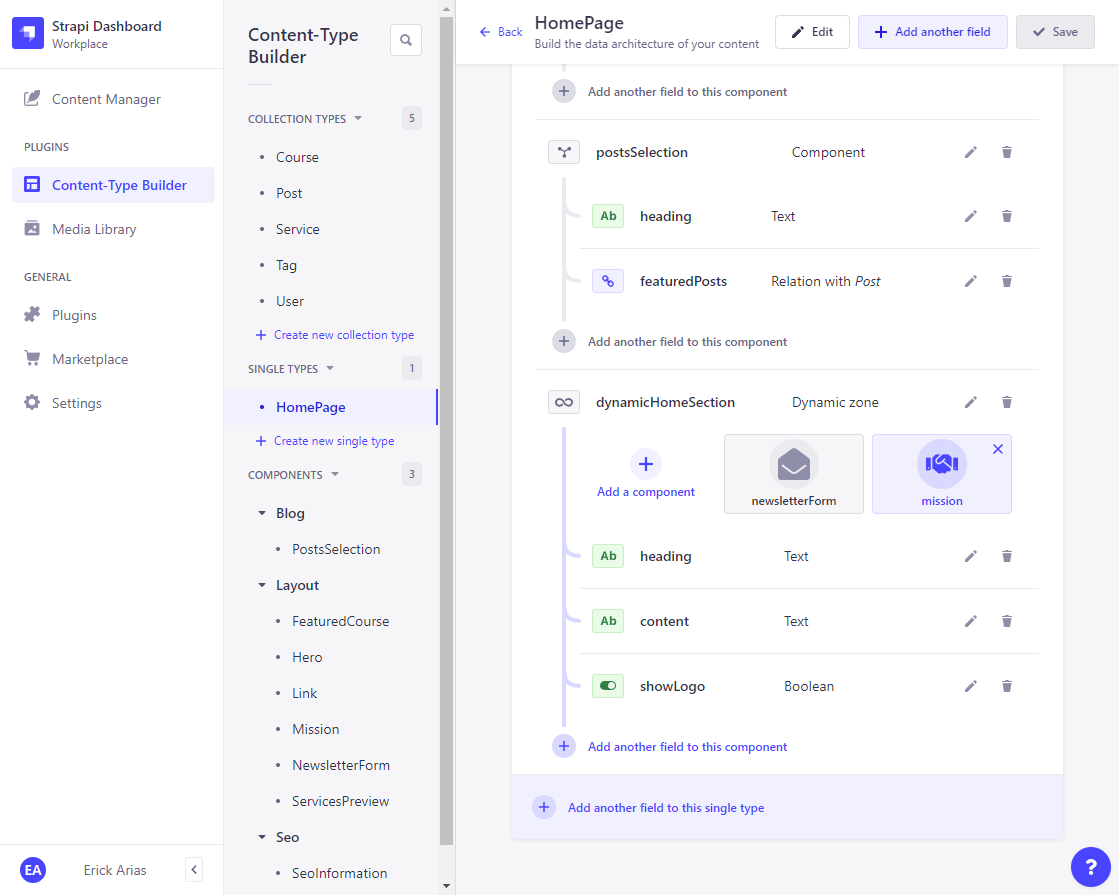 Strapi Dashboard
Workplace
Content Manager
PLUGINS
Content-Type Builder
Media Library
GENERAL
Plugins
Marketplace
Settings
EA
Erick Arias
Content-Type
Builder
COLLECTION TYPES
5
Course
Post
Service
Tag
User
Create new collection type
SINGLE TYPES
1
HomePage
Create new single type
COMPONENTS
3
Blog
PostsSelection
Layout
FeaturedCourse
Hero
Link
Mission
NewsletterForm
ServicesPreview
Seo
SeoInformation
Back
HomePage
Build the data architecture of your content
Edit
Add another field
Save
Add another field to this component
postsSelection Component
Ab heading Text
featuredPosts Relation with Post
Add another field to this component
dynamicHomeSection Dynamic zone
Add a component
newsletterForm
mission
Ab heading Text
Ab content Text
showLogo Boolean
Add another field to this component
Add another field to this single type
?